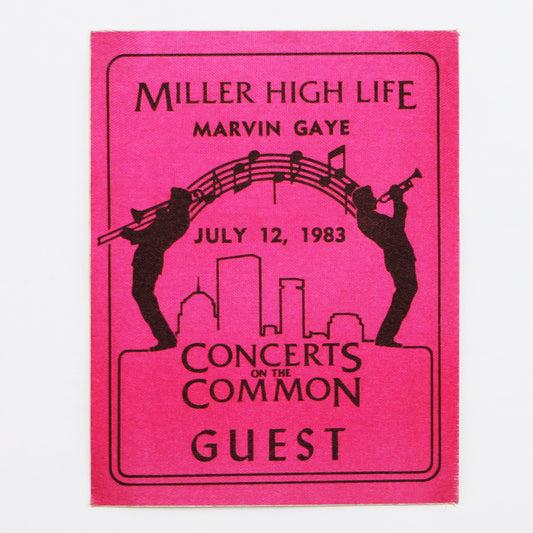 MILLER HIGH LIFE
MARVIN GAYE
JULY 12, 1983
CONCERTS
ON THE
COMMON
GUEST